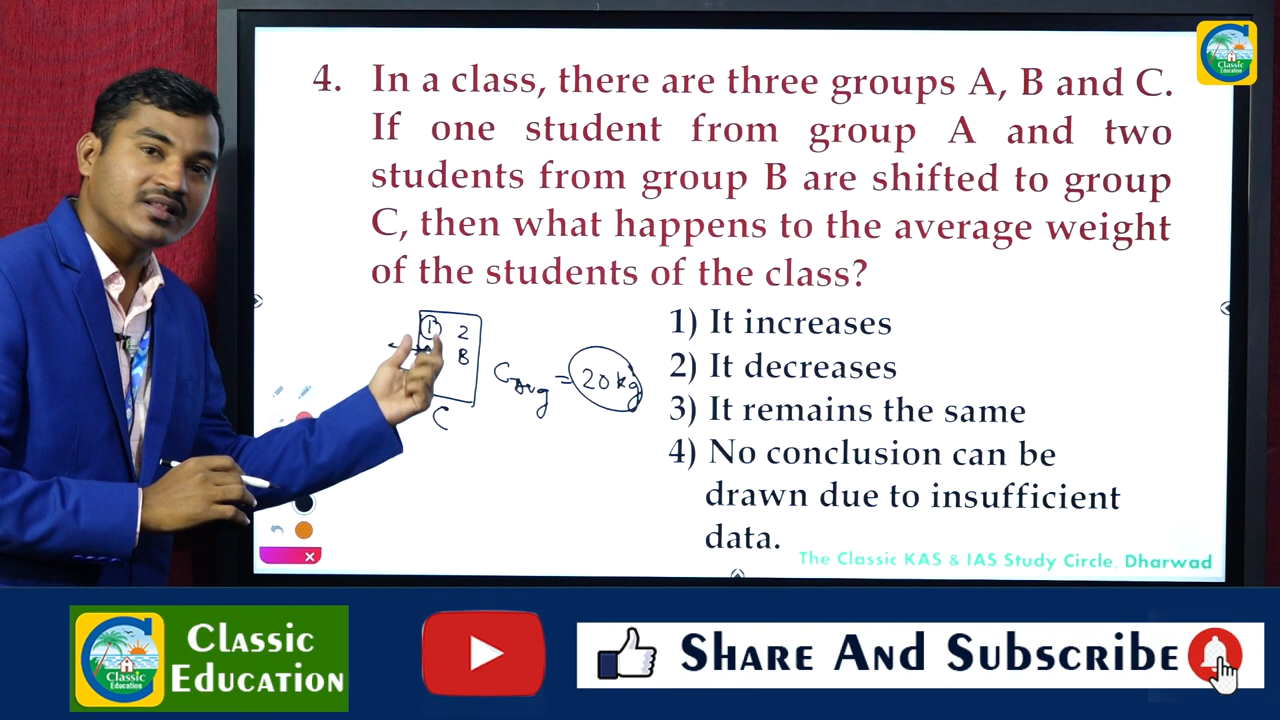 Classic
Education
4. In a class, there are three groups A, B and C.
If one student from group A and two
students from group B are shifted to group
C, then what happens to the average weight
of the students of the class?
1) It increases
2) It decreases
3) It remains the same
4) No conclusion can be
drawn due to insufficient
data.
1 2
B
C
C Avg = 20 kg
The Classic KAS & IAS Study Circle, Dharwad
Classic
Education
Classic
Education
Share And Subscribe